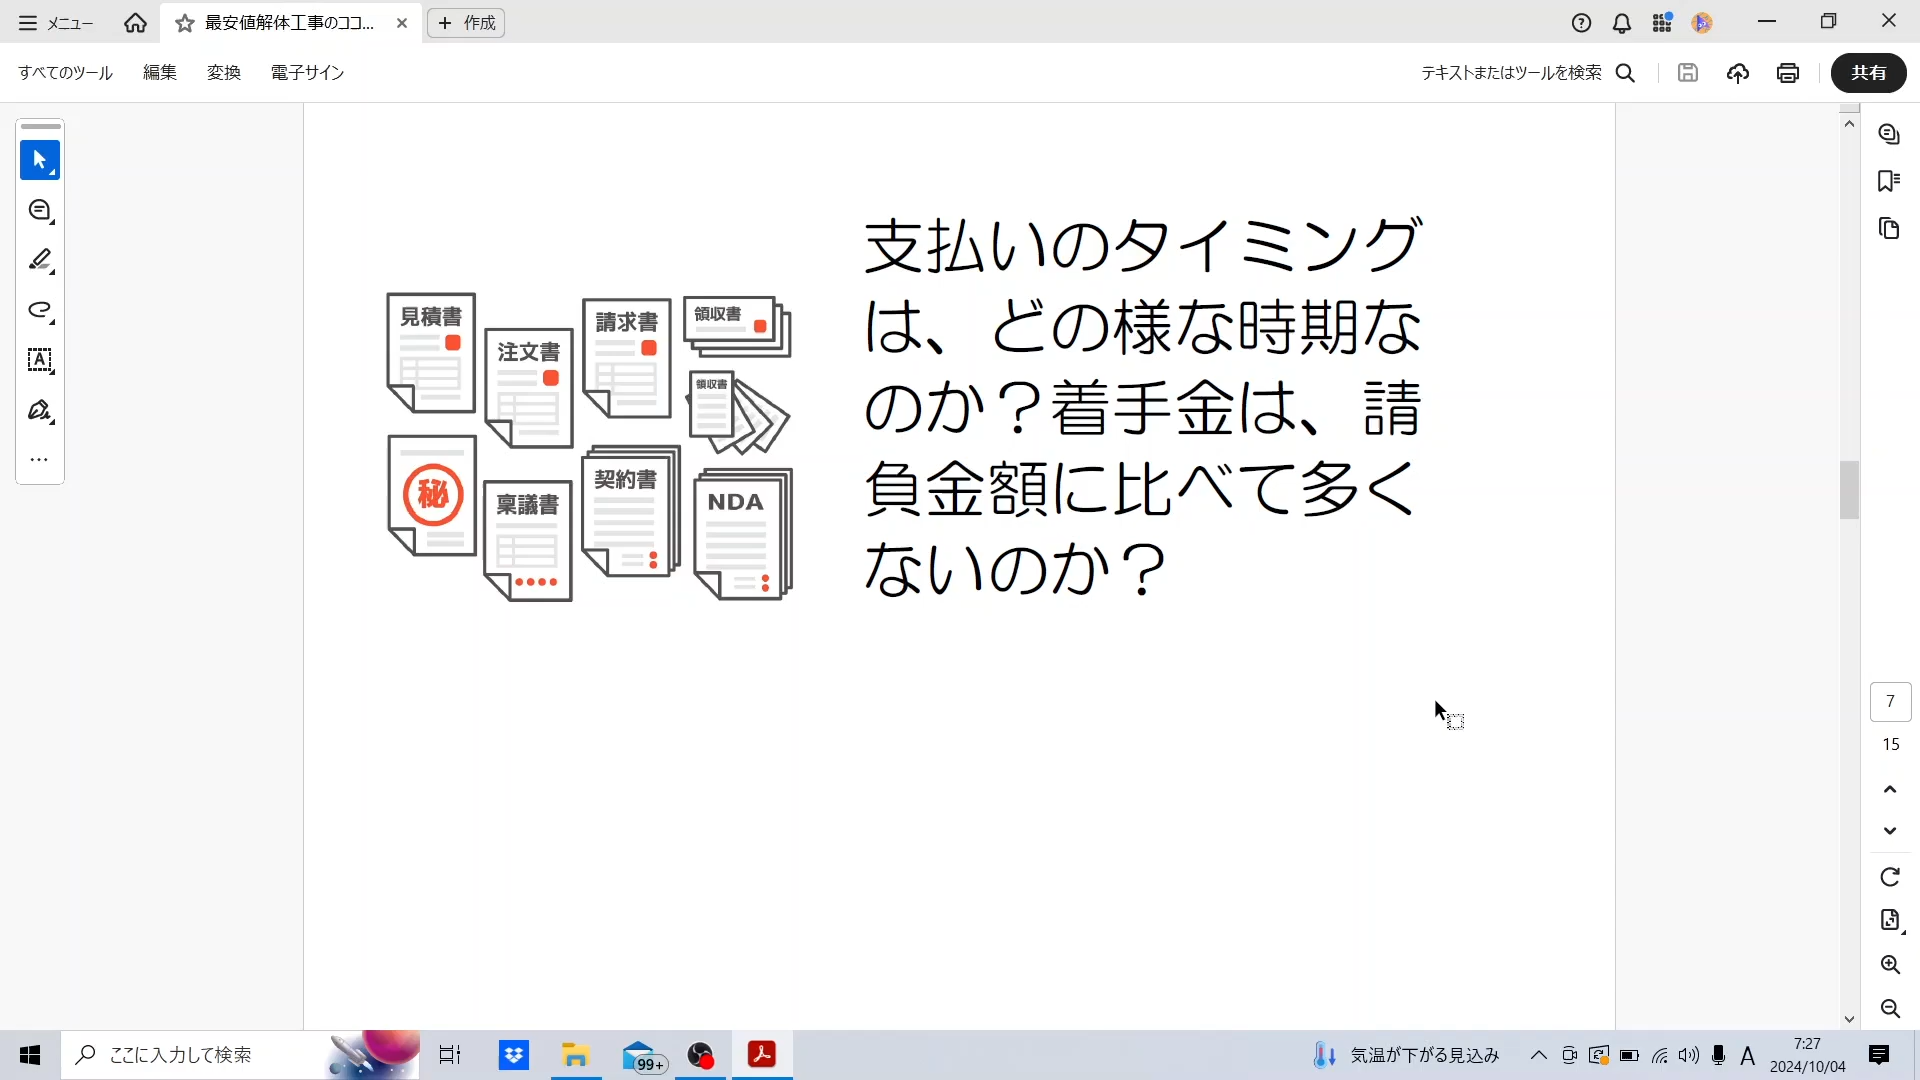 メニュー
最安値解体工事のココ...
作成
すべてのツール
編集
変換
電子サイン
テキストまたはツールを検索
共有
見積書
注文書
請求書
領収書
領収書
秘
稟議書
契約書
NDA
支払いのタイミング
は、どの様な時期な
のか？着手金は、請
負金額に比べて多く
ないのか？
7
15
ここに入力して検索
99+
気温が下がる見込み
A
7:27
2024/10/04